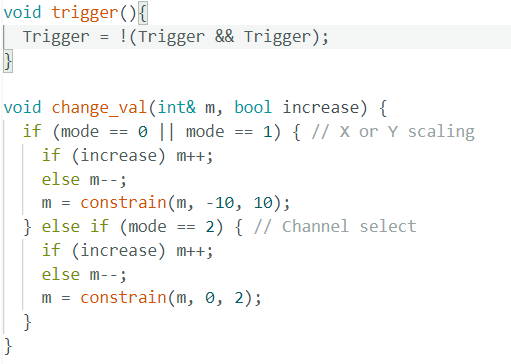 void trigger(){
  Trigger = !(Trigger && Trigger);
}

void change_val(int& m, bool increase) {
  if (mode == 0 || mode == 1) { // X or Y scaling
    if (increase) m++;
    else m--;
    m = constrain(m, -10, 10);
  } else if (mode == 2) { // Channel select
    if (increase) m++;
    else m--;
    m = constrain(m, 0, 2);
  }
}